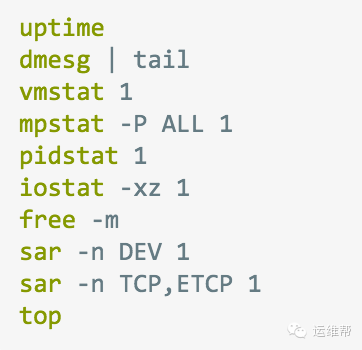 uptime
dmesg | tail
vmstat 1
mpstat -P ALL 1
pidstat 1
iostat -xz 1
free -m
sar -n DEV 1
sar -n TCP,ETCP 1
top
运维帮